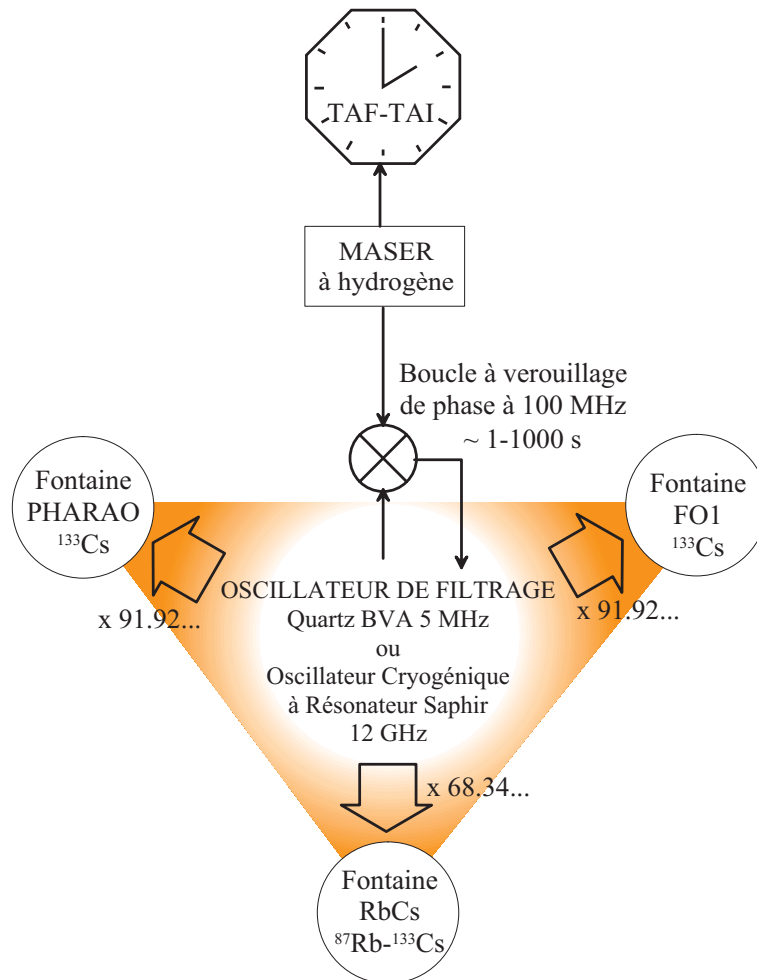 TAF-TAI
MASER
à hydrogène
Boucle à verouillage
de phase à 100 MHz
~ 1-1000 s
Fontaine
PHARAO
¹³³Cs
Fontaine
FO1
¹³³Cs
OSCILLATEUR DE FILTRAGE
Quartz BVA 5 MHz
ou
Oscillateur Cryogénique
à Résonateur Saphir
12 GHz
x 91.92...
x 91.92...
x 68.34...
Fontaine
RbCs
⁸⁷Rb-¹³³Cs